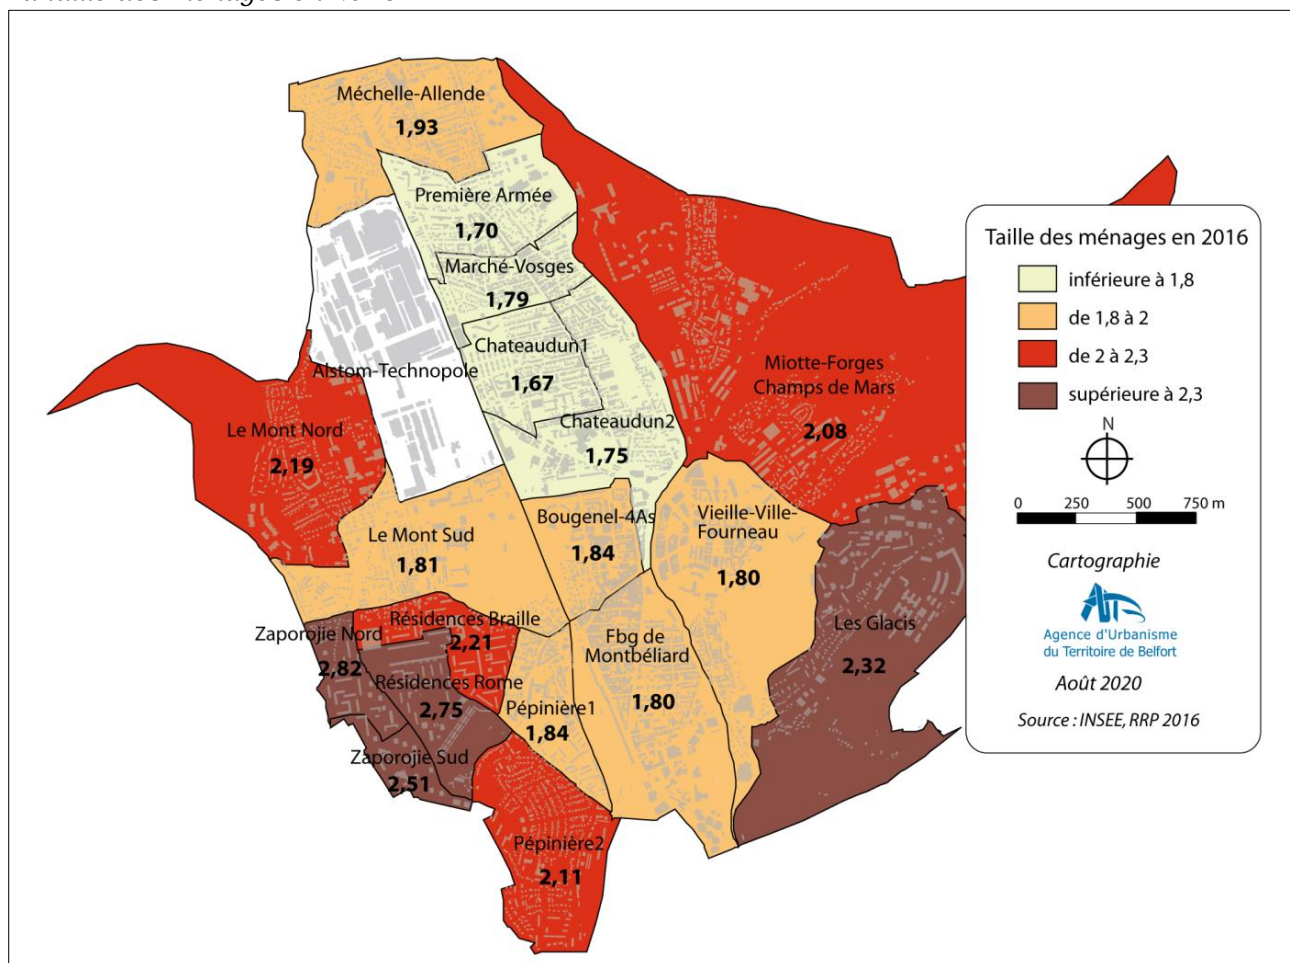 Méchelle-Allende
1,93
Première Armée
1,70
Marché-Vosges
1,79
Chateaudun1
1,67
Chateaudun2
1,75
Alstom-Technopole
Le Mont Nord
2,19
Miotte-Forges
Champs de Mars
2,08
Le Mont Sud
1,81
Bougenel-4As
1,84
Vieille-Ville-
Fourneau
1,80
Zaporojie Nord
2,82
Résidences Braille
2,21
Fbg de
Montbéliard
1,80
Les Glacis
2,32
Résidences Rome
2,75
Pépinière1
1,84
Zaporojie Sud
2,51
Pépinière2
2,11
Taille des ménages en 2016
inférieure à 1,8
de 1,8 à 2
de 2 à 2,3
supérieure à 2,3
N
0 250 500 750 m
Cartographie
Agence d'Urbanisme
du Territoire de Belfort
Août 2020
Source : INSEE, RRP 2016